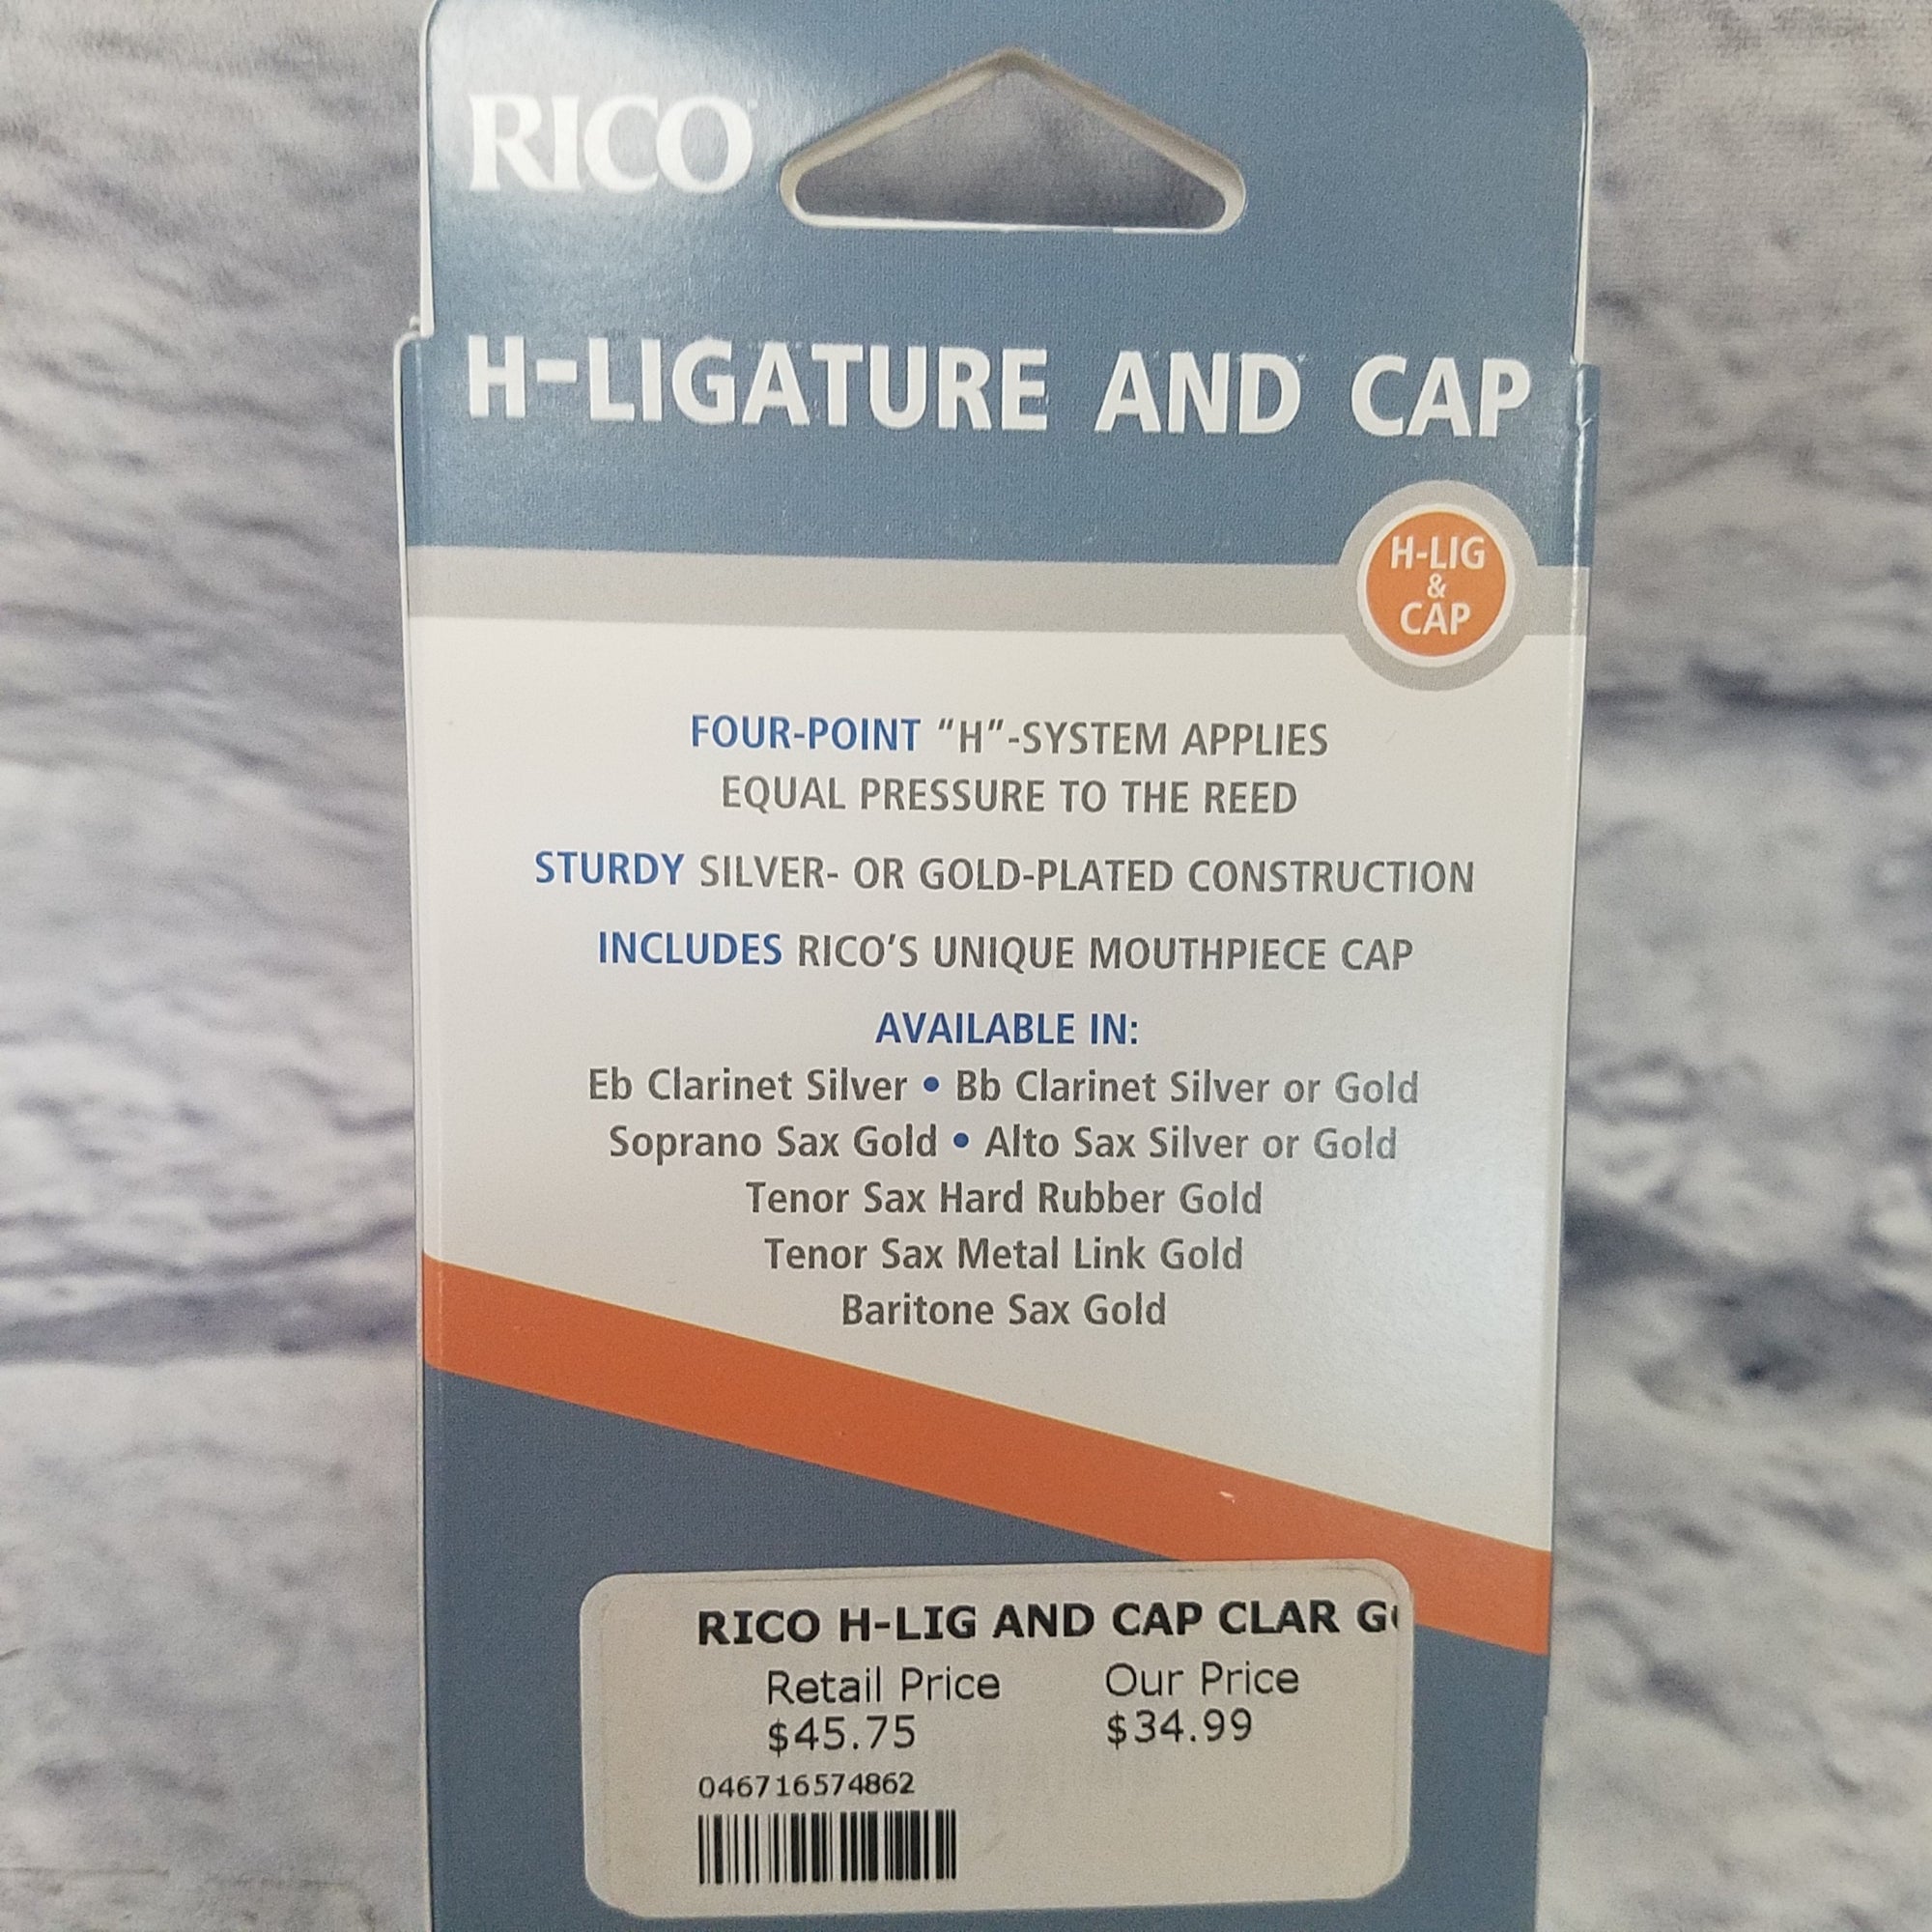 RICO
H-LIGATURE AND CAP
H-LIG
&
CAP
FOUR-POINT “H”-SYSTEM APPLIES
EQUAL PRESSURE TO THE REED
STURDY SILVER- OR GOLD-PLATED CONSTRUCTION
INCLUDES RICO’S UNIQUE MOUTHPIECE CAP
AVAILABLE IN:
Eb Clarinet Silver • Bb Clarinet Silver or Gold
Soprano Sax Gold • Alto Sax Silver or Gold
Tenor Sax Hard Rubber Gold
Tenor Sax Metal Link Gold
Baritone Sax Gold
RICO H-LIG AND CAP CLAR
Retail Price Our Price
$45.75 $34.99
046716574862